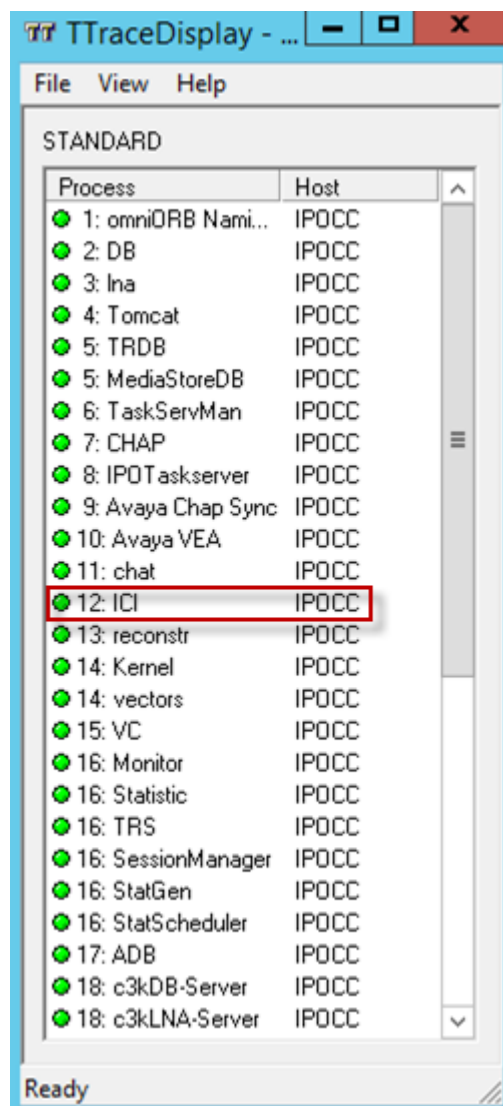 TTraceDisplay - ...
File View Help
STANDARD
Process Host
1: omniORB Nami... IPOCC
2: DB IPOCC
3: lna IPOCC
4: Tomcat IPOCC
5: TRDB IPOCC
5: MediaStoreDB IPOCC
6: TaskServMan IPOCC
7: CHAP IPOCC
8: IPOTaskserver IPOCC
9: Avaya Chap Sync IPOCC
10: Avaya VEA IPOCC
11: chat IPOCC
12: ICI IPOCC
13: reconstr IPOCC
14: Kernel IPOCC
14: vectors IPOCC
15: VC IPOCC
16: Monitor IPOCC
16: Statistic IPOCC
16: TRS IPOCC
16: SessionManager IPOCC
16: StatGen IPOCC
16: StatScheduler IPOCC
17: ADB IPOCC
18: c3kDB-Server IPOCC
18: c3kLNA-Server IPOCC
Ready